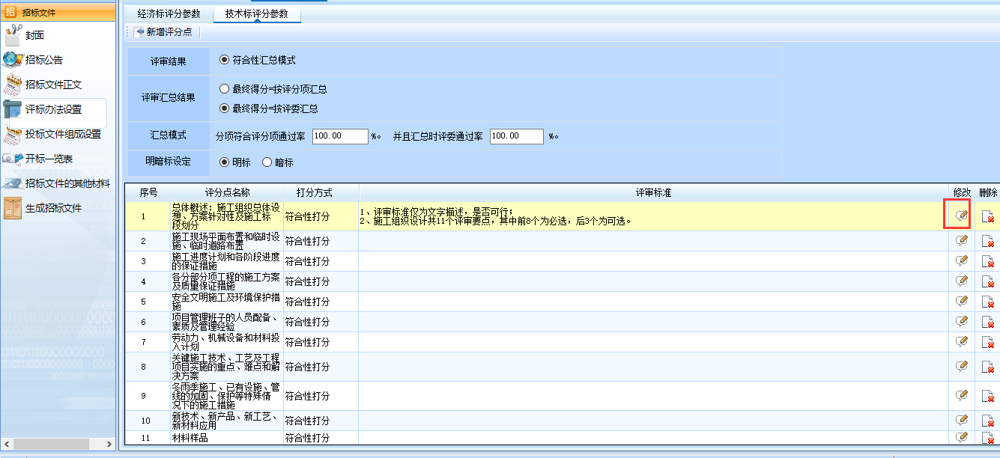 招 招标文件
封面
招标公告
招标文件正文
评标办法设置
投标文件组成设置
开标一览表
招标文件的其他材料
生成招标文件
经济标评分参数 技术标评分参数
新增评分点
评审结果 符合性汇总模式
评审汇总结果
最终得分=按评分项汇总
最终得分=按评委汇总
汇总模式 分项符合评分项通过率 100.00 %。 并且汇总时评委通过率 100.00 %。
明暗标设定 明标 暗标
序号 评分点名称 打分方式 评审标准 修改 删除
1
总体概述：施工组织总体设
想、方案针对性及施工标
段划分
符合性打分
1、评审标准仅为文字描述，是否可行；
2、施工组织设计共11个评审要点，其中前8个为必选，后3个为可选。
2
施工现场平面布置和临时设
施、临时道路布置
符合性打分
3
施工进度计划和各阶段进度
的保证措施
符合性打分
4
各分部分项工程的施工方案
及质量保证措施
符合性打分
5
安全文明施工及环境保护措
施
符合性打分
6
项目管理班子的人员配备、
素质及管理经验
符合性打分
7
劳动力、机械设备和材料投
入计划
符合性打分
8
关键施工技术、工艺及工程
项目实施的重点、难点和解
决方案
符合性打分
9
冬雨季施工、已有设施、管
线的加固、保护等特殊情
况下的施工措施
符合性打分
10
新技术、新产品、新工艺、
新材料应用
符合性打分
11 材料样品 符合性打分